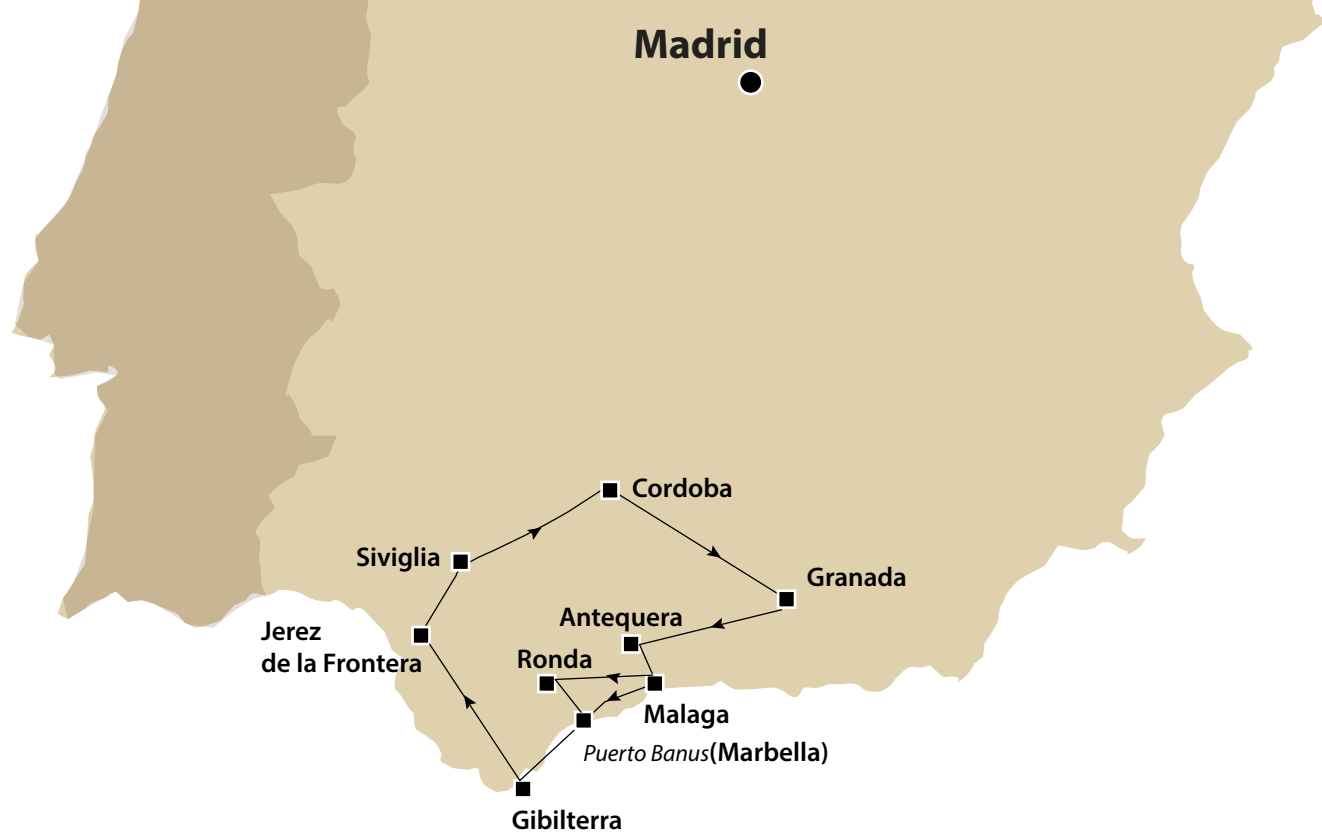 Madrid
Cordoba
Siviglia
Granada
Antequera
Jerez
de la Frontera
Ronda
Malaga
Puerto Banus(Marbella)
Gibilterra